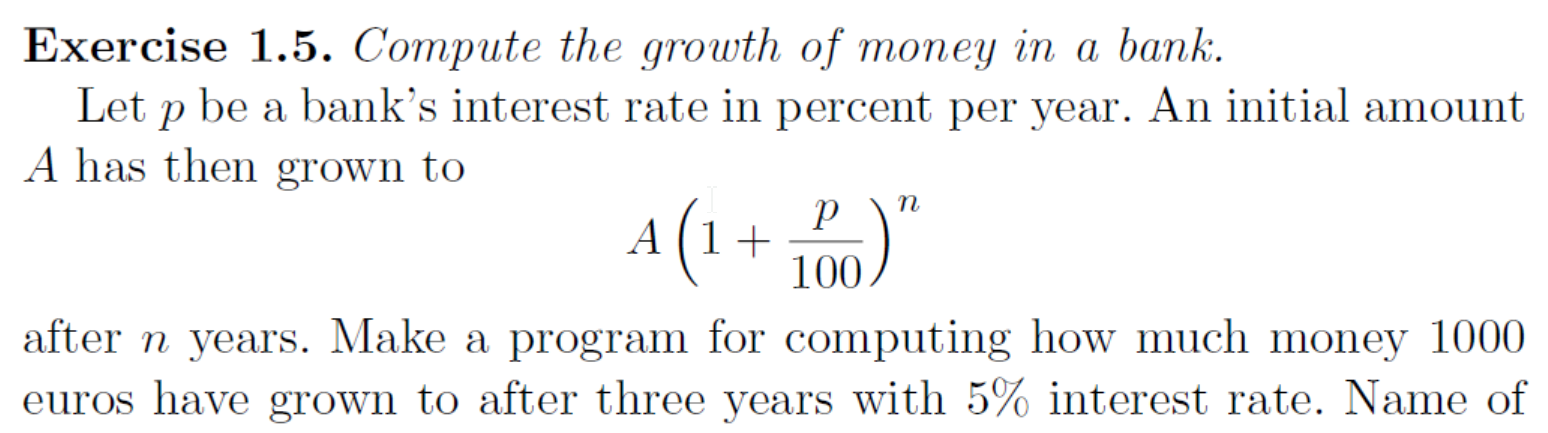 Exercise 1.5. Compute the growth of money in a bank.
Let p be a bank's interest rate in percent per year. An initial amount
A has then grown to
A(1 + p/100)^n
after n years. Make a program for computing how much money 1000
euros have grown to after three years with 5% interest rate. Name of